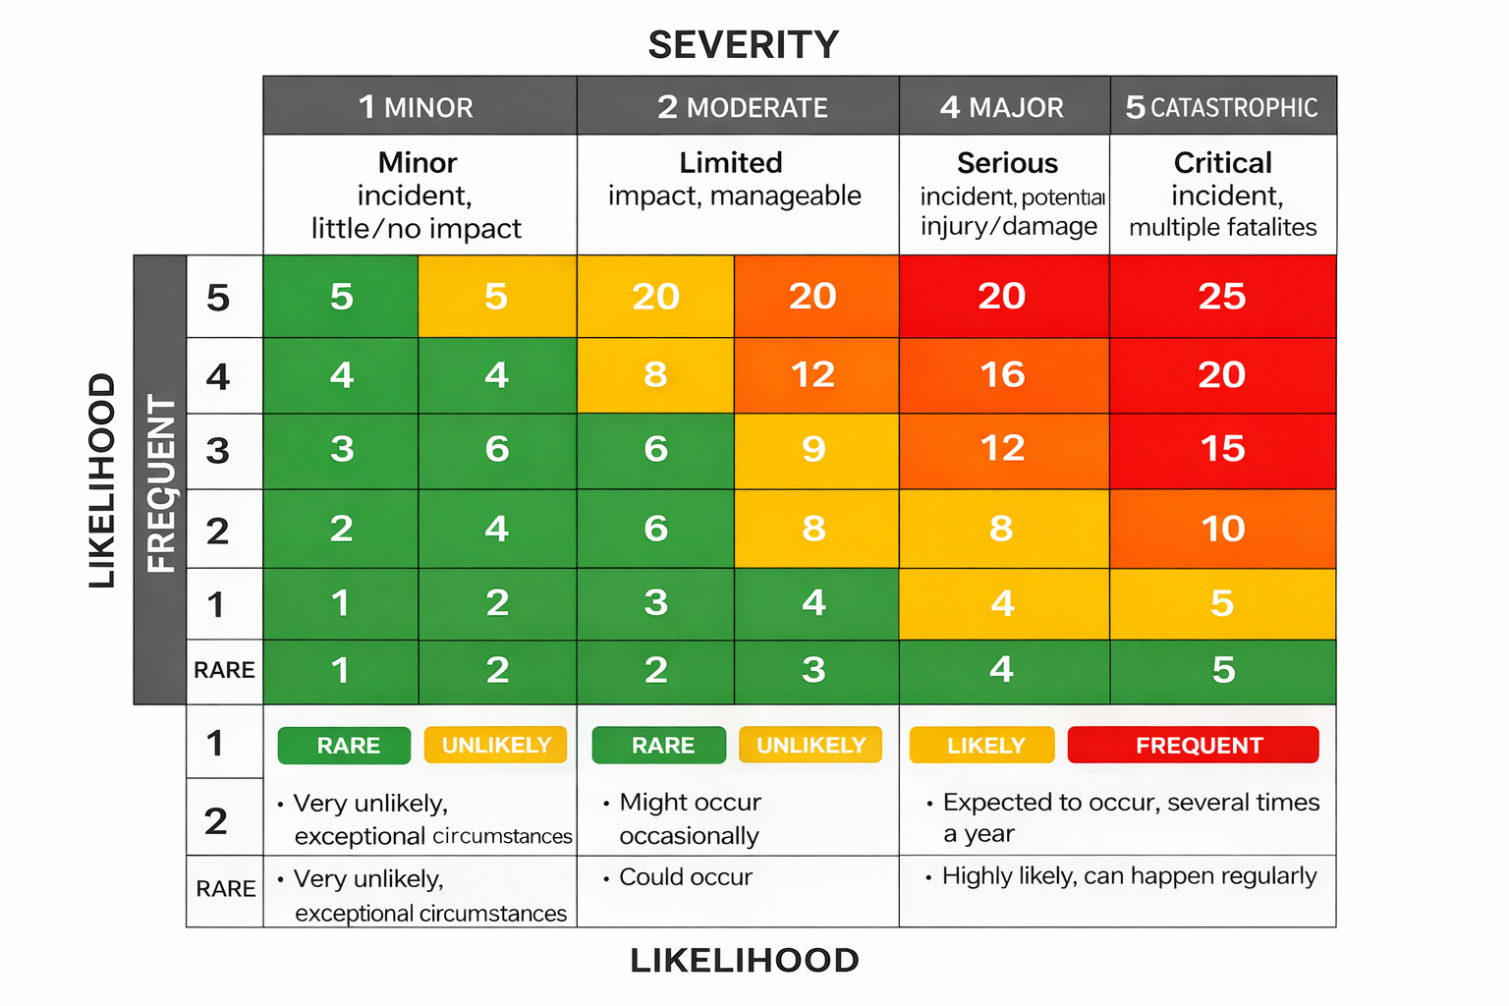 SEVERITY
1 MINOR 2 MODERATE 4 MAJOR 5 CATASTROPHIC
Minor
incident,
little/no impact
Limited
impact, manageable
Serious
incident, potential
injury/damage
Critical
incident,
multiple fatalites
LIKELIHOOD
FREQUENT
5 5 5 20 20 20 25
4 4 4 8 12 16 20
3 3 6 6 9 12 15
2 2 4 6 8 8 10
1 1 2 3 4 4 5
RARE 1 2 2 3 4 5
1 RARE UNLIKELY RARE UNLIKELY LIKELY FREQUENT
2
• Very unlikely,
exceptional circumstances
• Might occur
occasionally
• Expected to occur, several times
a year
RARE
• Very unlikely,
exceptional circumstances
• Could occur
• Highly likely, can happen regularly
LIKELIHOOD